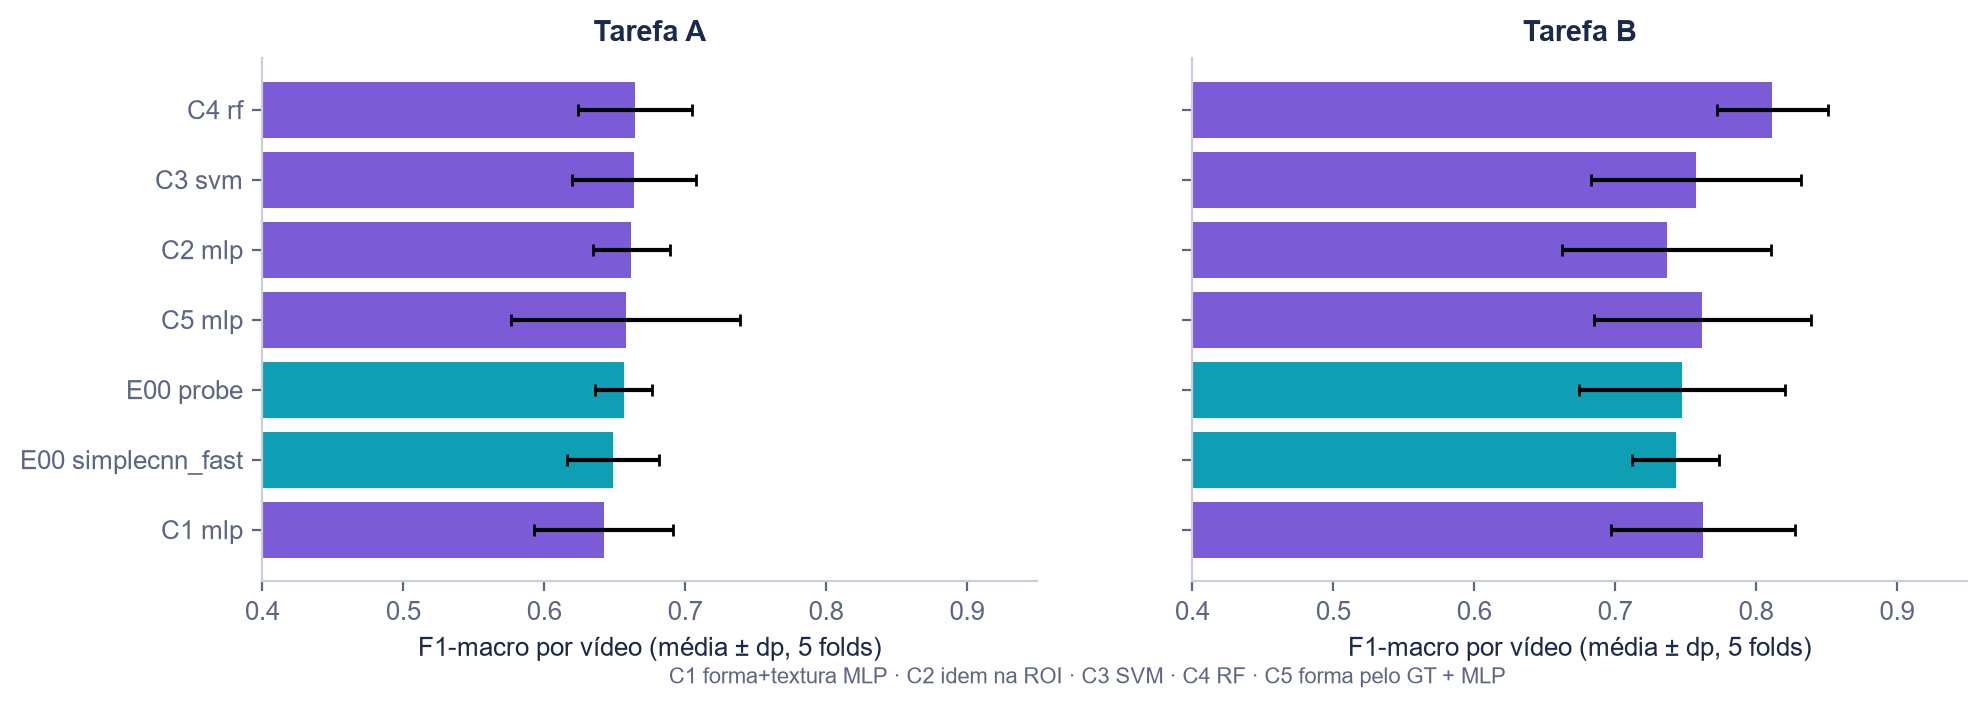 Tarefa A
Tarefa B
C4 rf
C3 svm
C2 mlp
C5 mlp
E00 probe
E00 simplecnn_fast
C1 mlp
0.4 0.5 0.6 0.7 0.8 0.9
0.4 0.5 0.6 0.7 0.8 0.9
F1-macro por vídeo (média ± dp, 5 folds)
F1-macro por vídeo (média ± dp, 5 folds)
C1 forma+textura MLP · C2 idem na ROI · C3 SVM · C4 RF · C5 forma pelo GT + MLP